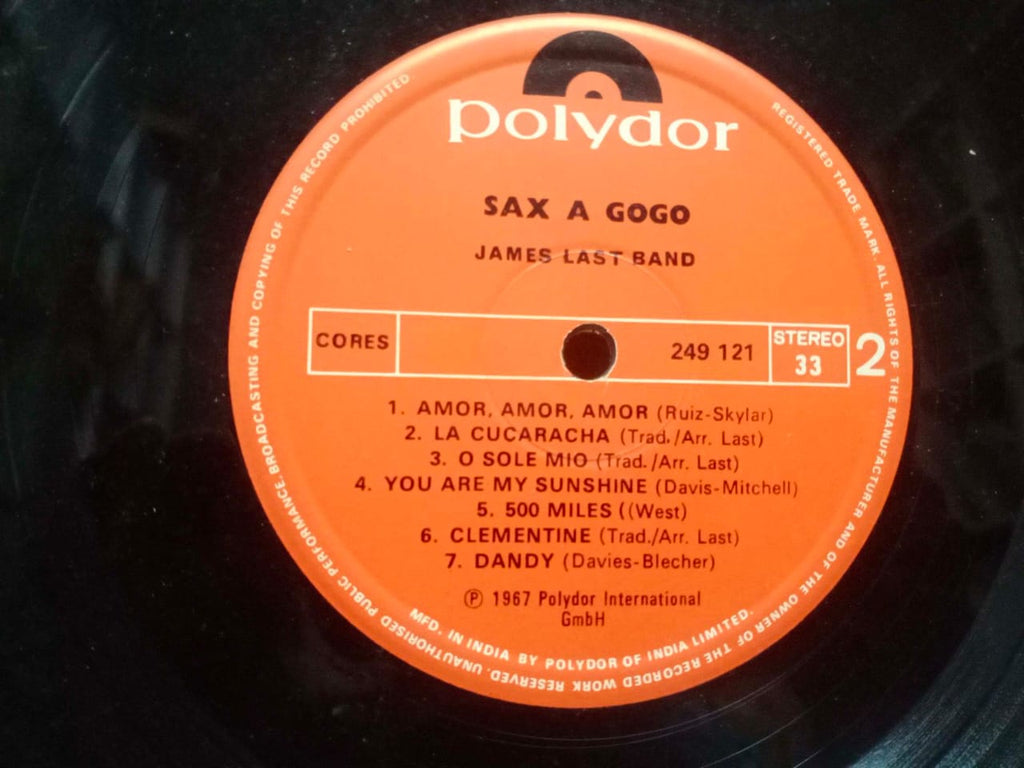 polydor
SAX A GOGO
JAMES LAST BAND
CORES
249 121
STEREO
33
2
1. AMOR, AMOR, AMOR (Ruiz-Skylar)
2. LA CUCARACHA (Trad./Arr. Last)
3. O SOLE MIO (Trad./Arr. Last)
4. YOU ARE MY SUNSHINE (Davis-Mitchell)
5. 500 MILES ((West)
6. CLEMENTINE (Trad./Arr. Last)
7. DANDY (Davies-Blecher)
Ⓟ 1967 Polydor International
GmbH
MFD. IN INDIA BY POLYDOR OF INDIA LIMITED.
REGISTERED TRADE MARK. ALL RIGHTS OF THE MANUFACTURER AND OF THE OWNER OF THE RECORDED WORK RESERVED. UNAUTHORISED PUBLIC PERFORMANCE BROADCASTING AND COPYING OF THIS RECORD PROHIBITED